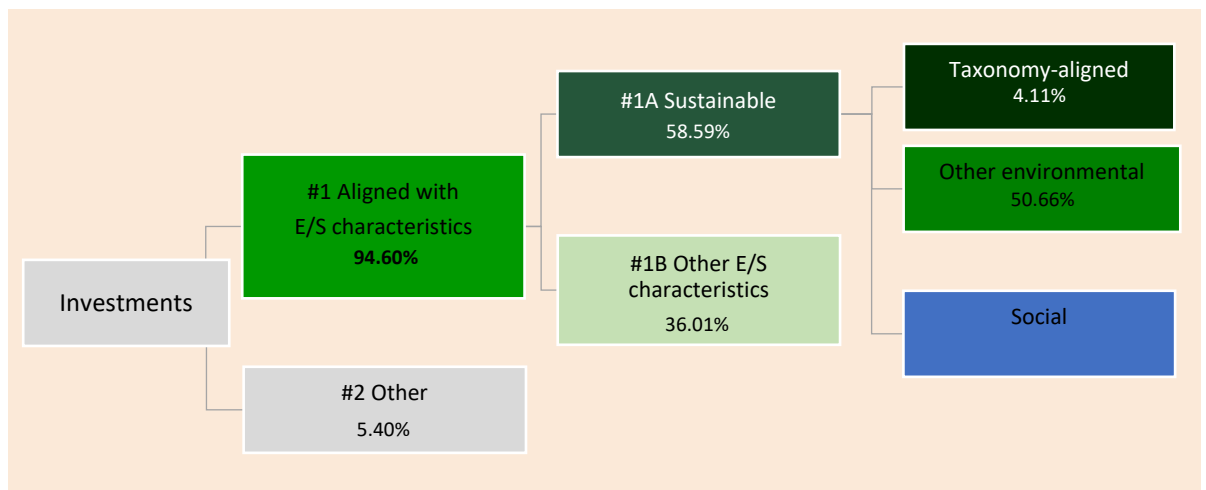 Investments
#1 Aligned with
E/S characteristics
94.60%
#2 Other
5.40%
#1A Sustainable
58.59%
#1B Other E/S
characteristics
36.01%
Taxonomy-aligned
4.11%
Other environmental
50.66%
Social